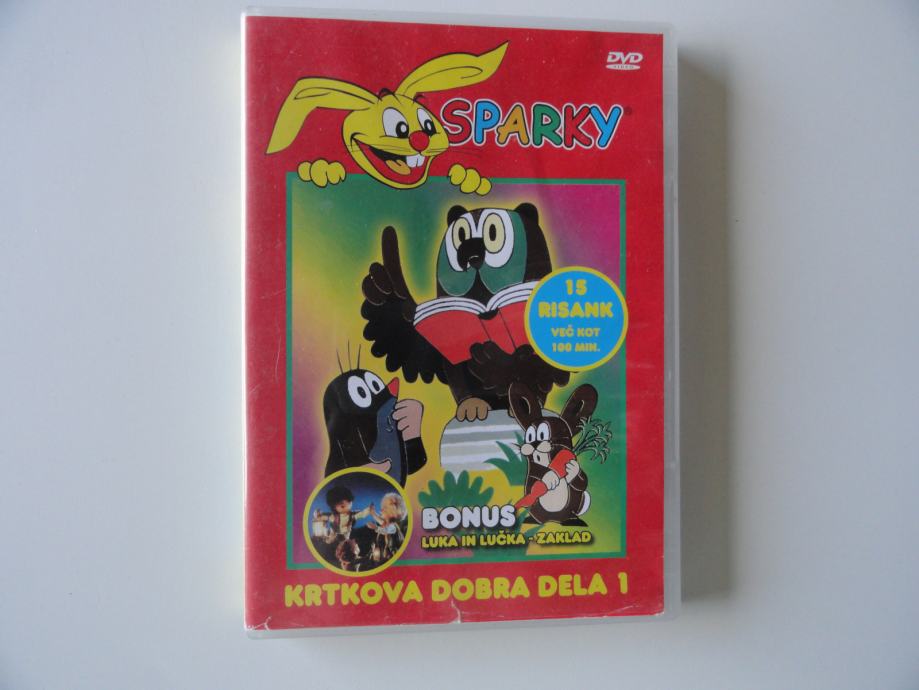 DVD
VIDEO
SPARKY®
15
RISANK
VEČ KOT
100 MIN.
BONUS
LUKA IN LUČKA - ZAKLAD
KRTKOVA DOBRA DELA 1